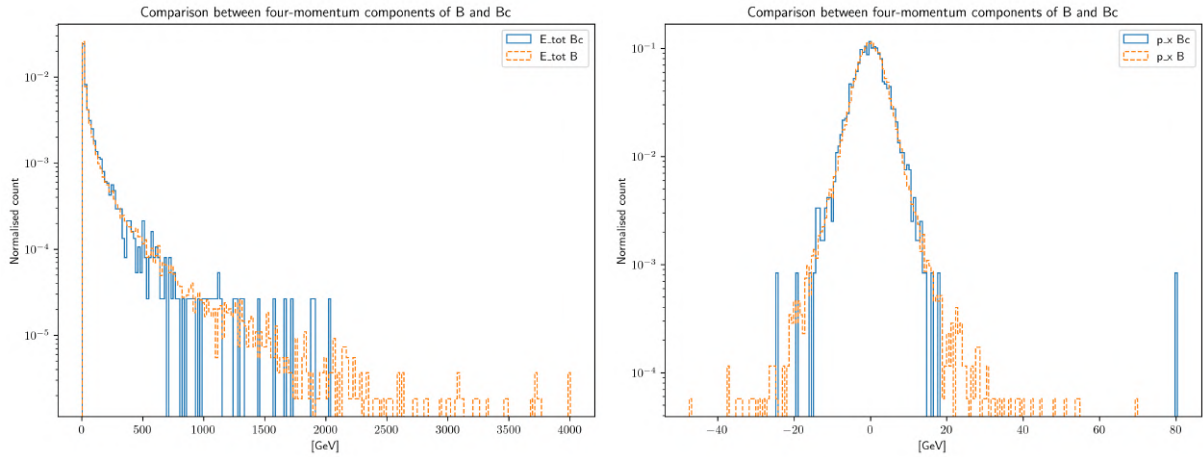 Comparison between four-momentum components of B and Bc
E_tot Bc
E_tot B
10⁻²
10⁻³
10⁻⁴
10⁻⁵
Normalised count
0 500 1000 1500 2000 2500 3000 3500 4000
[GeV]
Comparison between four-momentum components of B and Bc
p_x Bc
p_x B
10⁻¹
10⁻²
10⁻³
10⁻⁴
Normalised count
−40 −20 0 20 40 60 80
[GeV]